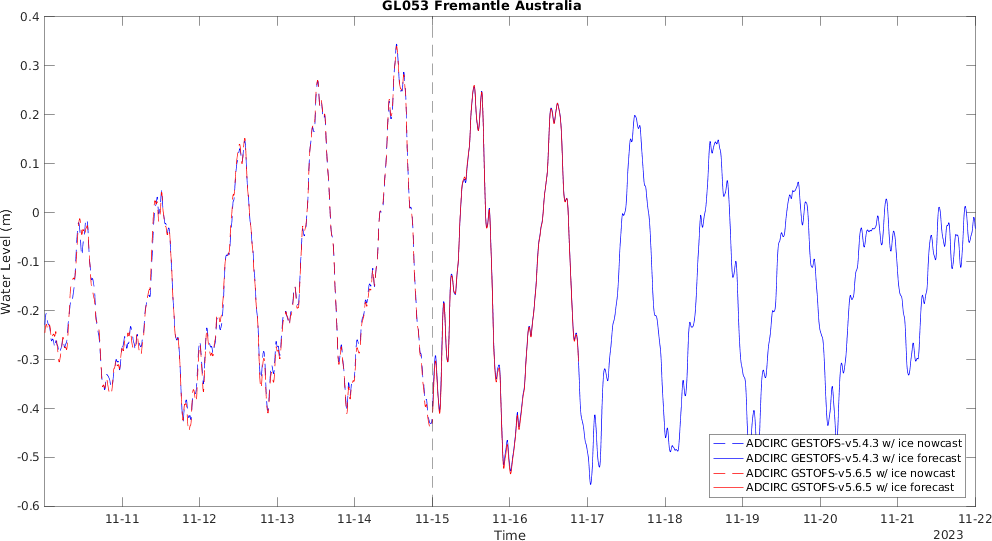 GL053 Fremantle Australia
0.4
0.3
0.2
0.1
0
-0.1
-0.2
-0.3
-0.4
-0.5
-0.6
Water Level (m)
ADCIRC GESTOFS-v5.4.3 w/ ice nowcast
ADCIRC GESTOFS-v5.4.3 w/ ice forecast
ADCIRC GSTOFS-v5.6.5 w/ ice nowcast
ADCIRC GSTOFS-v5.6.5 w/ ice forecast
11-11 11-12 11-13 11-14 11-15 11-16 11-17 11-18 11-19 11-20 11-21 11-22
Time
2023